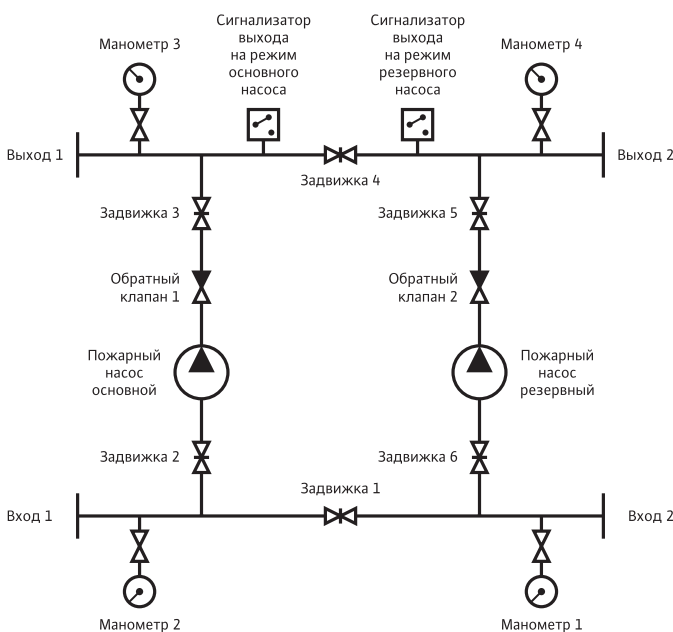 Сигнализатор
выхода
на режим
основного
насоса
Сигнализатор
выхода
на режим
резервного
насоса
Манометр 3
Манометр 4
Выход 1
Выход 2
Задвижка 4
Задвижка 3
Задвижка 5
Обратный
клапан 1
Обратный
клапан 2
Пожарный
насос
основной
Пожарный
насос
резервный
Задвижка 2
Задвижка 6
Задвижка 1
Вход 1
Вход 2
Манометр 2
Манометр 1